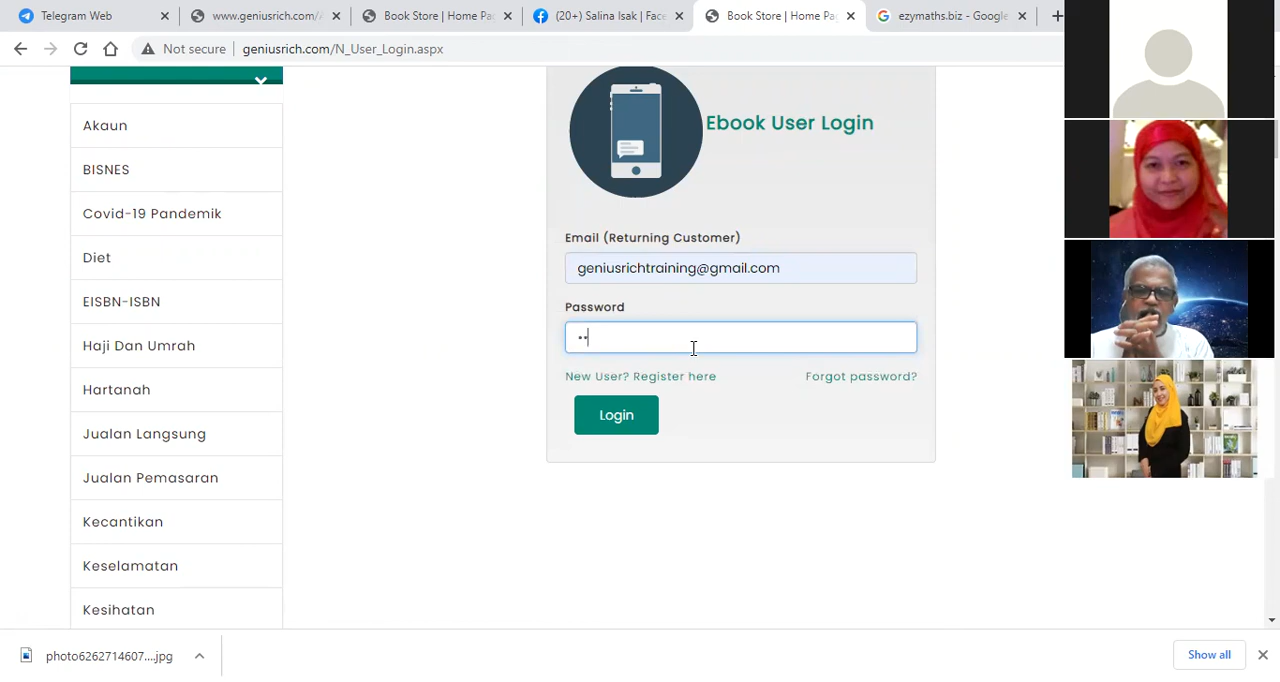 Telegram Web
www.geniusrich.com/
Book Store | Home Pa
(20+) Salina Isak | Face
Book Store | Home Pa
ezymaths.biz - Google
Not secure
geniusrich.com/N_User_Login.aspx
Akaun
BISNES
Covid-19 Pandemik
Diet
EISBN-ISBN
Haji Dan Umrah
Hartanah
Jualan Langsung
Jualan Pemasaran
Kecantikan
Keselamatan
Kesihatan
Ebook User Login
Email (Returning Customer)
geniusrichtraining@gmail.com
Password
New User? Register here
Forgot password?
Login
photo6262714607....jpg
Show all